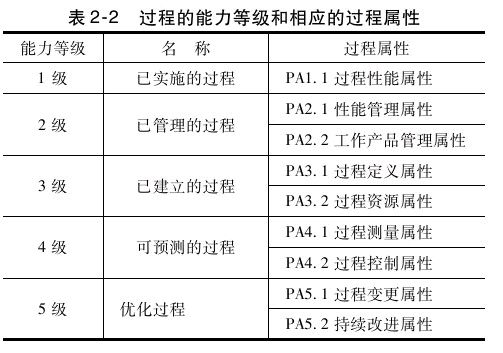 表 2-2 过程的能力等级和相应的过程属性
能力等级 名 称 过程属性
1 级 已实施的过程 PA1. 1 过程性能属性
2 级 已管理的过程 PA2. 1 性能管理属性
PA2. 2 工作产品管理属性
3 级 已建立的过程 PA3. 1 过程定义属性
PA3. 2 过程资源属性
4 级 可预测的过程 PA4. 1 过程测量属性
PA4. 2 过程控制属性
5 级 优化过程 PA5. 1 过程变更属性
PA5. 2 持续改进属性